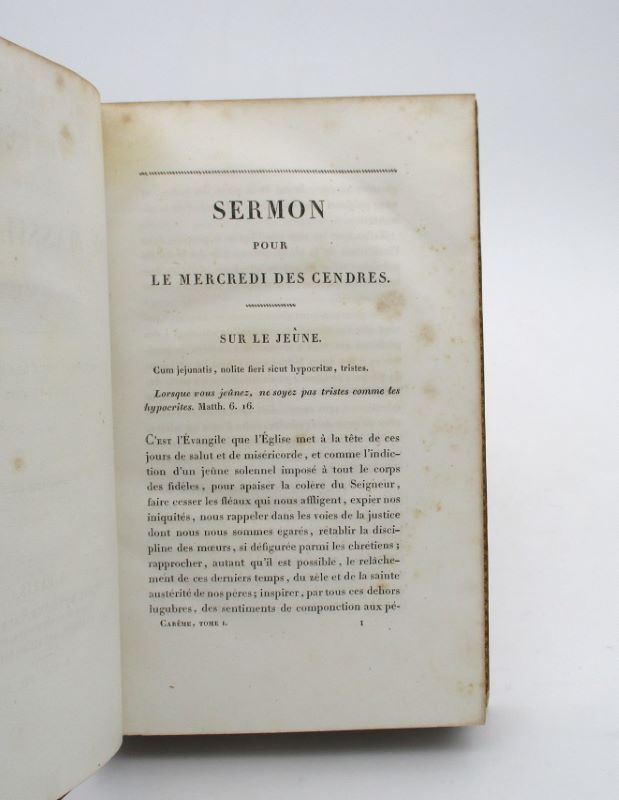 SERMON
POUR
LE MERCREDI DES CENDRES.
SUR LE JEÛNE.
Cum jejunatis, nolite fieri sicut hypocritæ, tristes.
Lorsque vous jeûnez, ne soyez pas tristes comme les
hypocrites. Matth. 6. 16.
C'EST l'Évangile que l'Église met à la tête de ces
jours de salut et de miséricorde, et comme l'indic-
tion d'un jeûne solennel imposé à tout le corps
des fidèles, pour apaiser la colère du Seigneur,
faire cesser les fléaux qui nous affligent, expier nos
iniquités, nous rappeler dans les voies de la justice
dont nous nous sommes égarés, rétablir la disci-
pline des mœurs, si défigurée parmi les chrétiens;
rapprocher, autant qu'il est possible, le relâche-
ment de ces derniers temps, du zèle et de la sainte
austérité de nos pères; inspirer, par tous ces dehors
lugubres, des sentiments de componction aux pé-
CARÊME, TOME I. 1